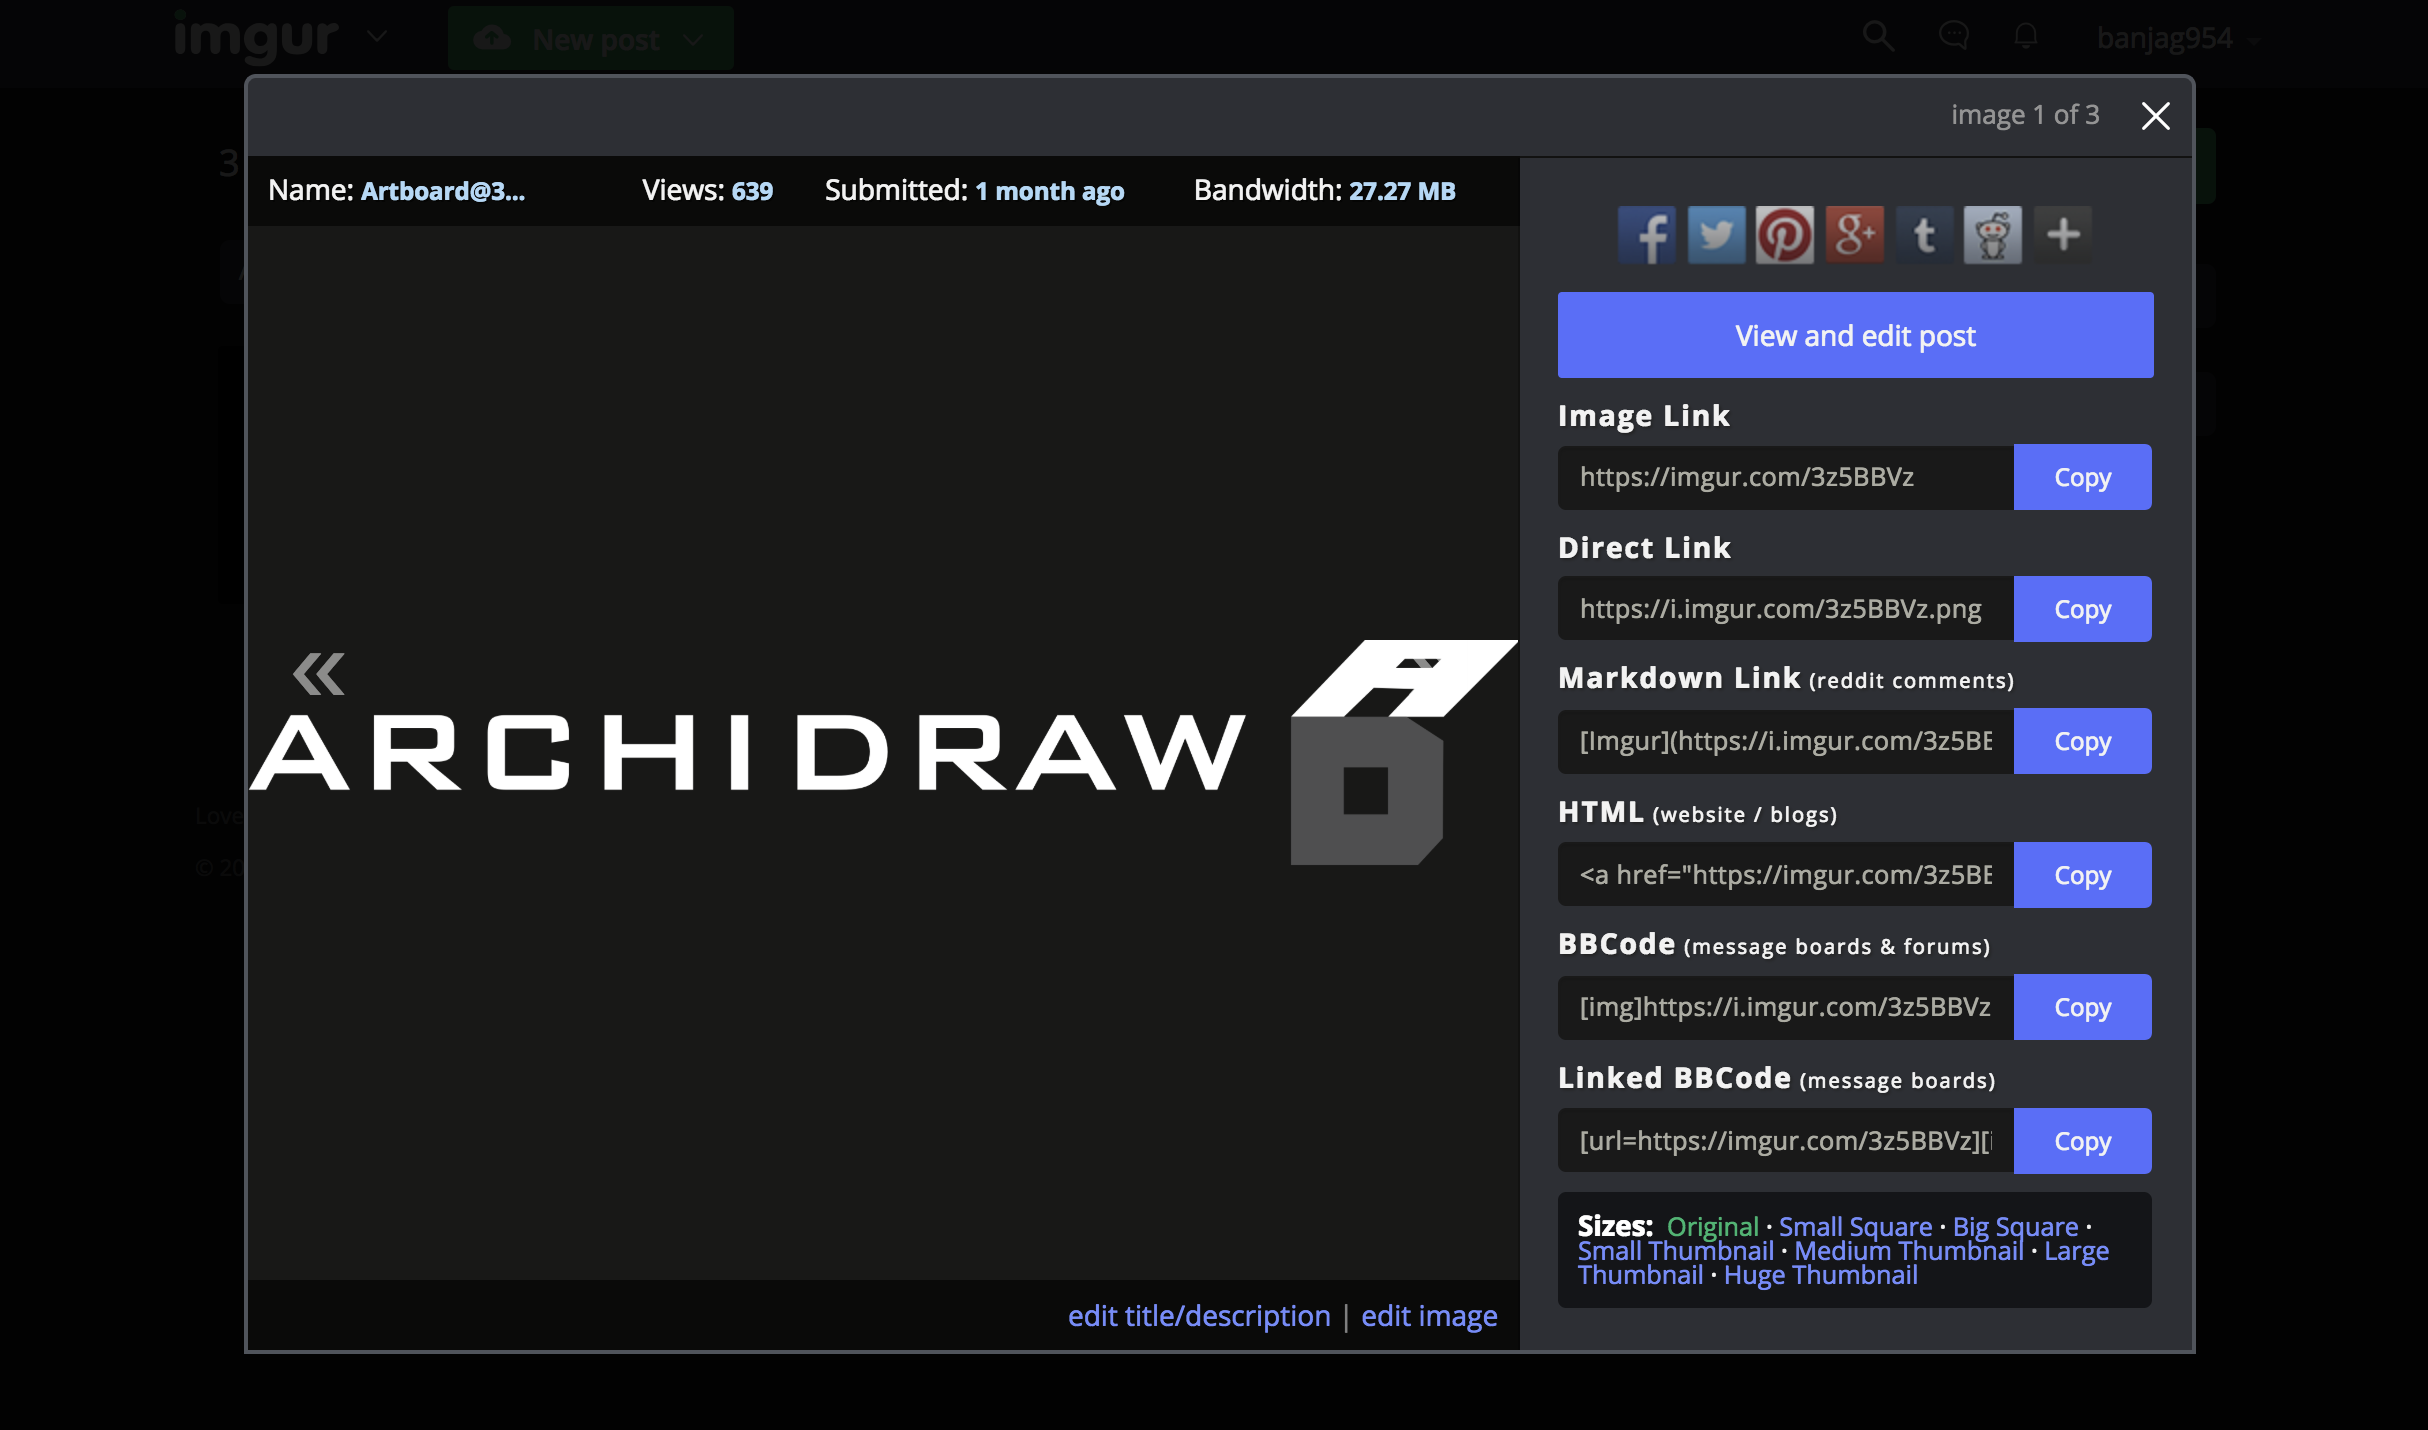 imgur
New post
banjag954
image 1 of 3
3
Name: Artboard@3...
Views: 639
Submitted: 1 month ago
Bandwidth: 27.27 MB
View and edit post
Image Link
https://imgur.com/3z5BBVz
Copy
Direct Link
https://i.imgur.com/3z5BBVz.png
Copy
Markdown Link (reddit comments)
[Imgur](https://i.imgur.com/3z5BB
Copy
«
ARCHIDRAW
HTML (website / blogs)
<a href="https://imgur.com/3z5BB
Copy
Love
© 20
BBCode (message boards & forums)
[img]https://i.imgur.com/3z5BBVz
Copy
Linked BBCode (message boards)
[url=https://imgur.com/3z5BBVz][i
Copy
Sizes: Original · Small Square · Big Square ·
Small Thumbnail · Medium Thumbnail · Large
Thumbnail · Huge Thumbnail
edit title/description | edit image